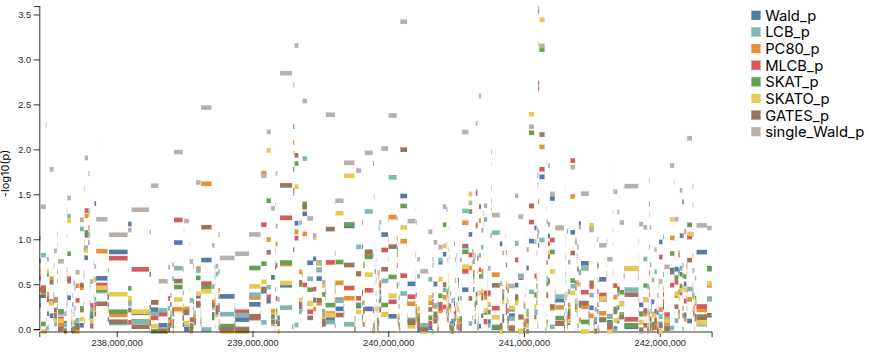 3.5
3.0
2.5
2.0
1.5
1.0
0.5
0.0
-log10(p)
238,000,000
239,000,000
240,000,000
241,000,000
242,000,000
Wald_p
LCB_p
PC80_p
MLCB_p
SKAT_p
SKATO_p
GATES_p
single_Wald_p